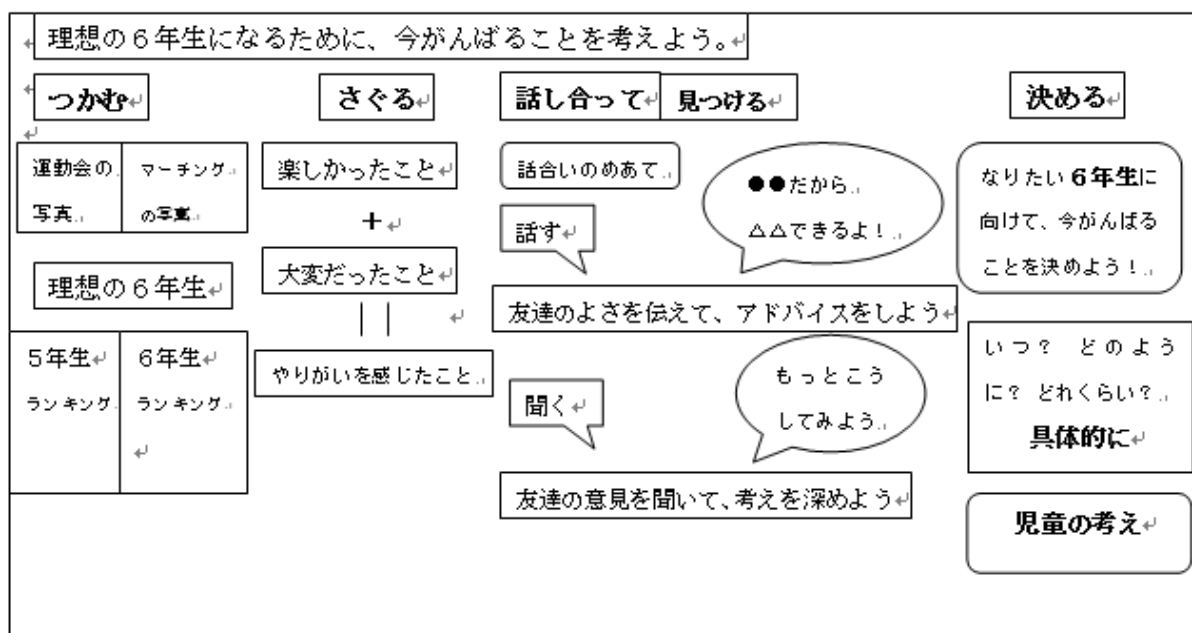 理想の６年生になるために、今がんばることを考えよう。
つかむ
運動会の
写真
マーチング
の写真
理想の６年生
５年生
ランキング
６年生
ランキング
さぐる
楽しかったこと
＋
大変だったこと
｜｜
やりがいを感じたこと
話し合って
見つける
話合いのめあて
話す
●●だから
△△できるよ！
友達のよさを伝えて、アドバイスをしよう
聞く
もっとこう
してみよう
友達の意見を聞いて、考えを深めよう
決める
なりたい６年生に
向けて、今がんばる
ことを決めよう！
いつ？ どのよう
に？ どれくらい？
具体的に
児童の考え